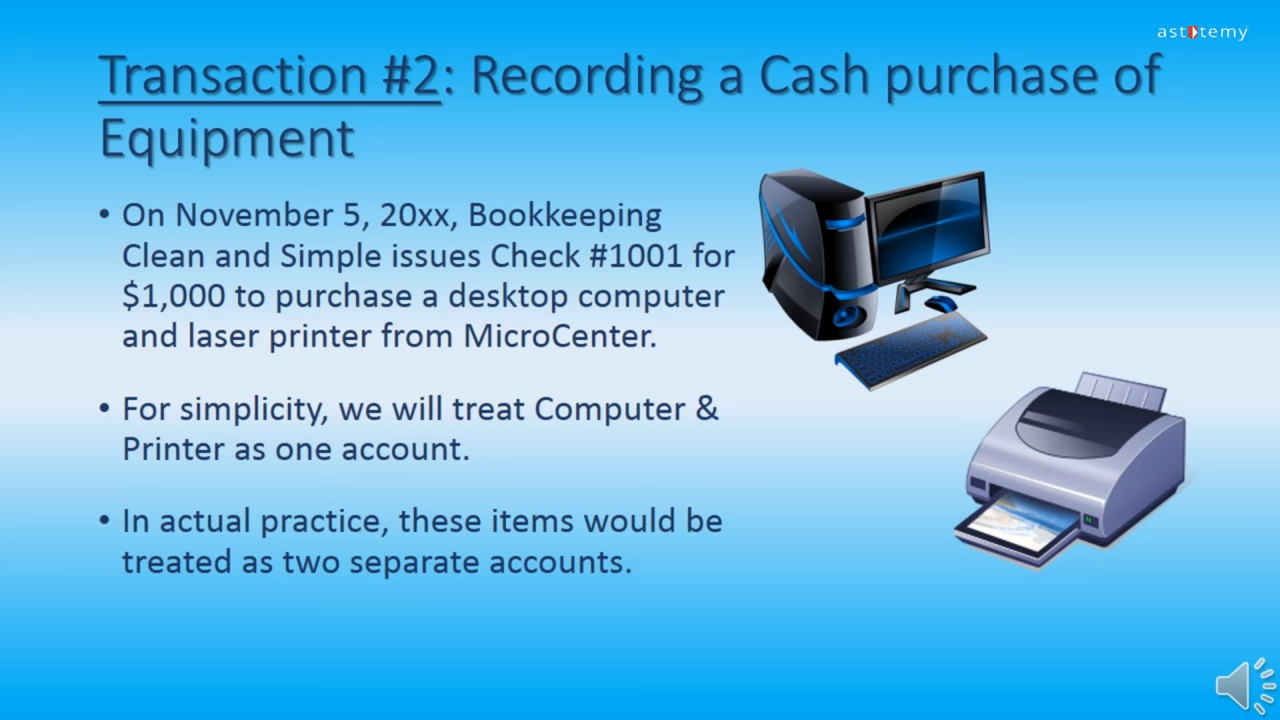 astotemy
Transaction #2: Recording a Cash purchase of
Equipment
• On November 5, 20xx, Bookkeeping
Clean and Simple issues Check #1001 for
$1,000 to purchase a desktop computer
and laser printer from MicroCenter.
• For simplicity, we will treat Computer &
Printer as one account.
• In actual practice, these items would be
treated as two separate accounts.